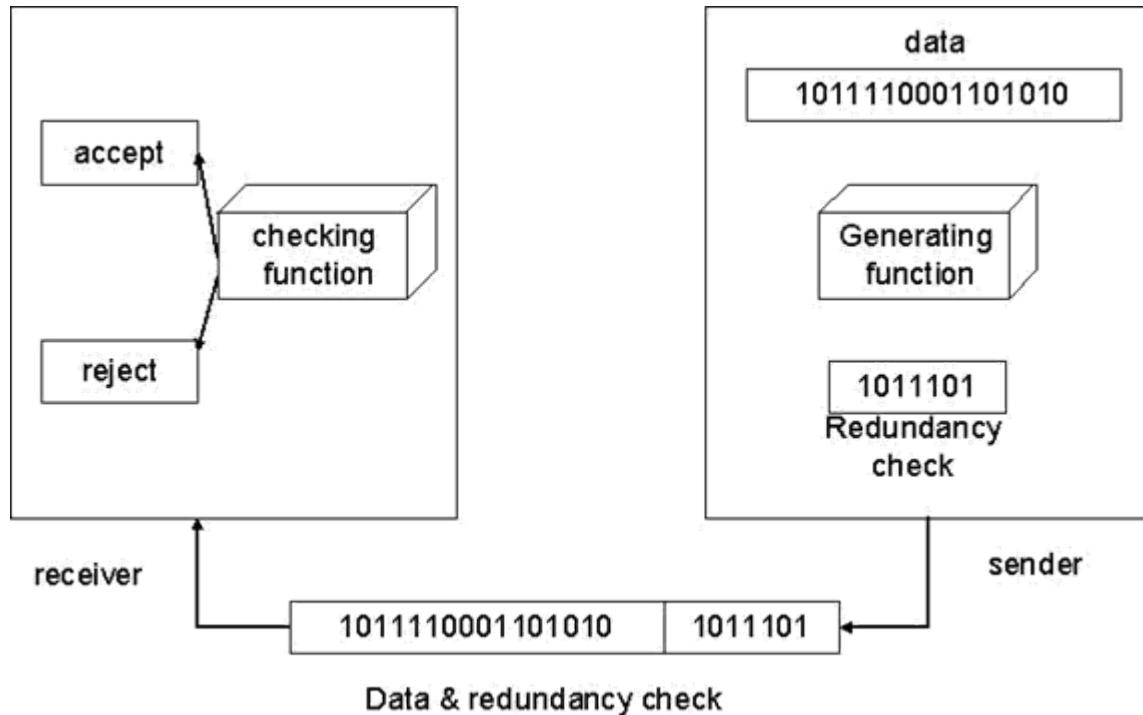 accept
checking
function
reject
receiver
data
1011110001101010
Generating
function
1011101
Redundancy
check
sender
1011110001101010 1011101
Data & redundancy check